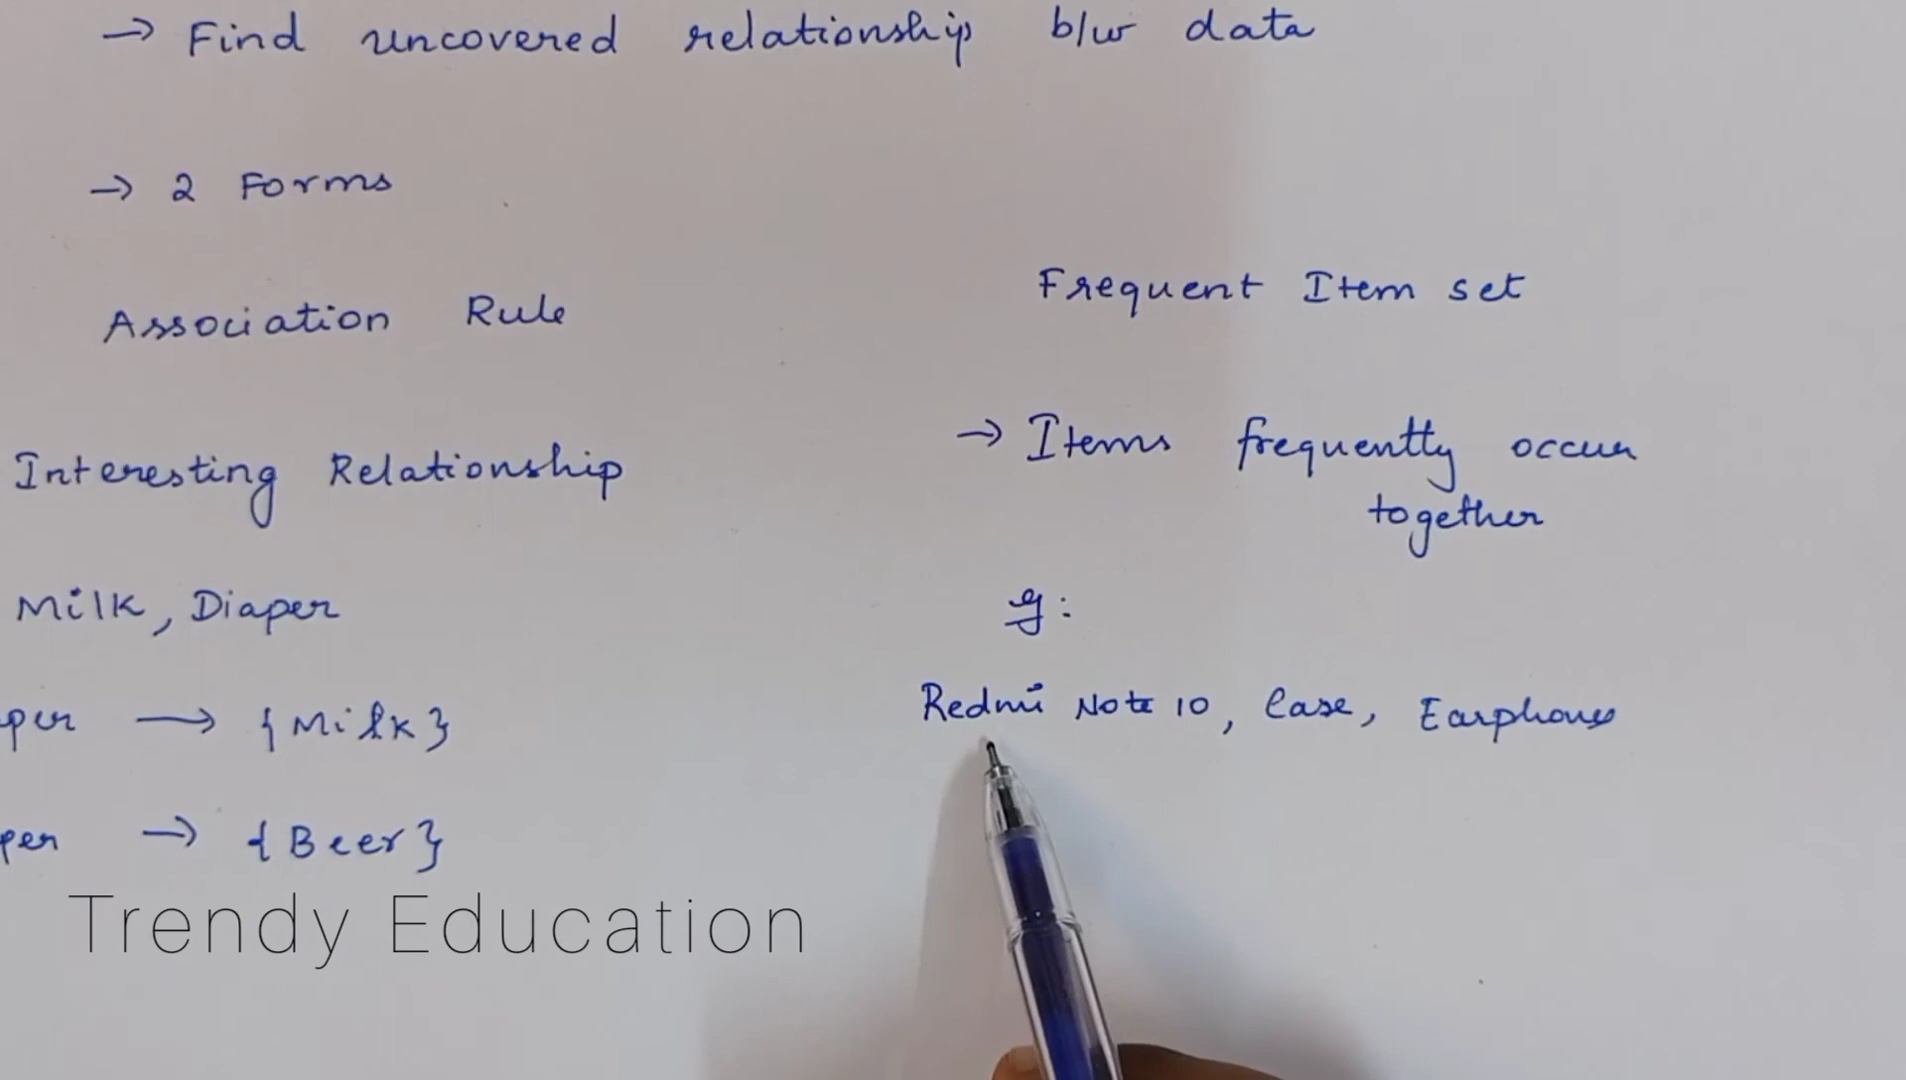 → Find uncovered relationship b/w data
→ 2 Forms
Association Rule
Interesting Relationship
Milk, Diaper
per → {Milk}
per → {Beer}
Frequent Item set
→ Items frequently occur
together
eg:
Redmi Note 10, Case, Earphones
Trendy Education